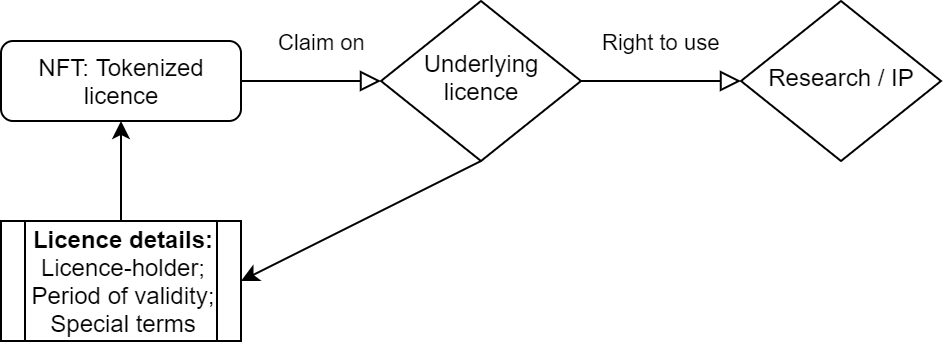 Claim on
Right to use
NFT: Tokenized
licence
Underlying
licence
Research / IP
Licence details:
Licence-holder;
Period of validity;
Special terms